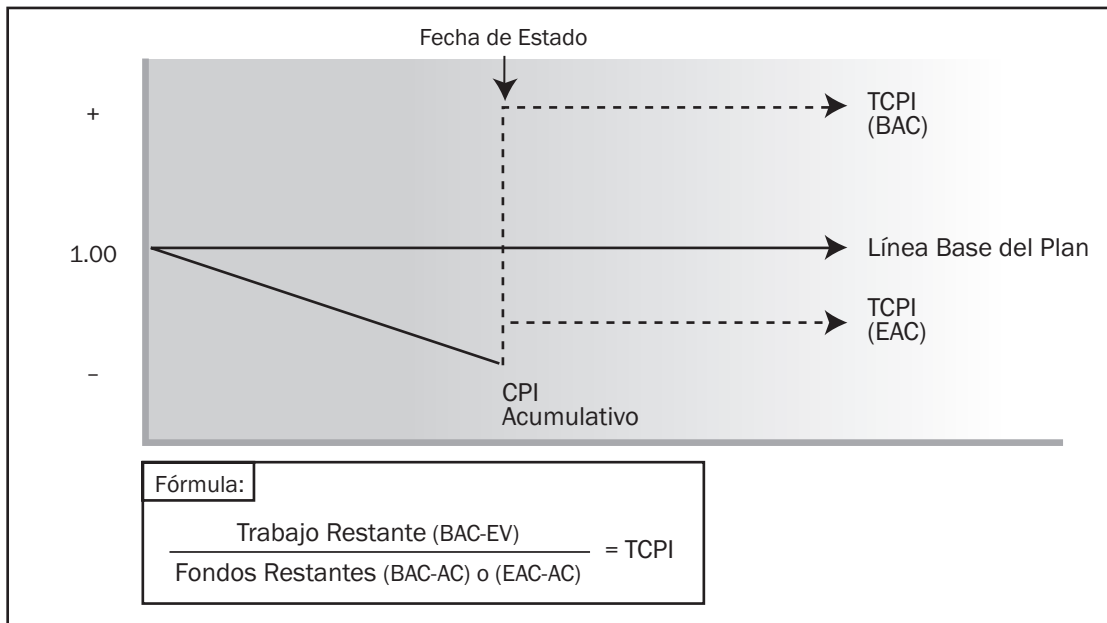 Fecha de Estado
+
TCPI
(BAC)
1.00
Línea Base del Plan
TCPI
(EAC)
–
CPI
Acumulativo
Fórmula:
Trabajo Restante (BAC-EV)
= TCPI
Fondos Restantes (BAC-AC) o (EAC-AC)